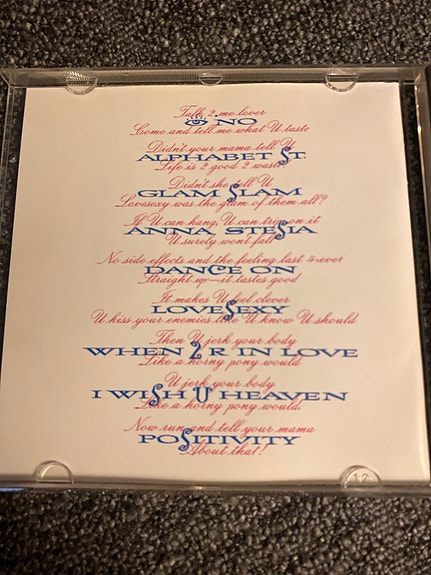 Talk 2 me lover
👁 NO
Come and tell me what U taste
Didn't your mama tell U
ALPHABET ST.
Life is 2 good 2 waste
Didn't she tell U
GLAM SLAM
Lovesexy was the glam of them all?
If U can hang, U can trip on it
ANNA STESIA
U surely won't fall
No side effects and the feeling last 4-ever
DANCE ON
Straight up—it tastes good
It makes U feel clever
LOVESEXY
U kiss your enemies like U know U should
Then U jerk your body
WHEN 2 R IN LOVE
Like a horny pony would
U jerk your body
I WISH U HEAVEN
Like a horny pony would.
Now run and tell your mama
POSITIVITY
About that!
12